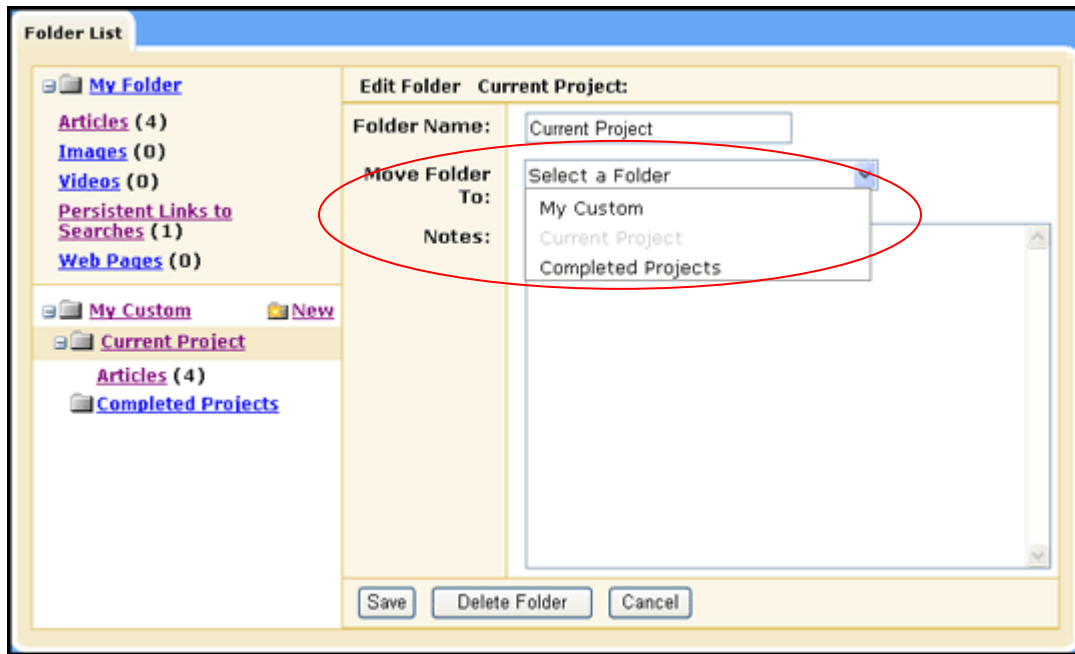 Folder List
My Folder
Articles (4)
Images (0)
Videos (0)
Persistent Links to
Searches (1)
Web Pages (0)
My Custom New
Current Project
Articles (4)
Completed Projects
Edit Folder Current Project:
Folder Name: Current Project
Move Folder
To:
Select a Folder
My Custom
Current Project
Completed Projects
Notes:
Save Delete Folder Cancel